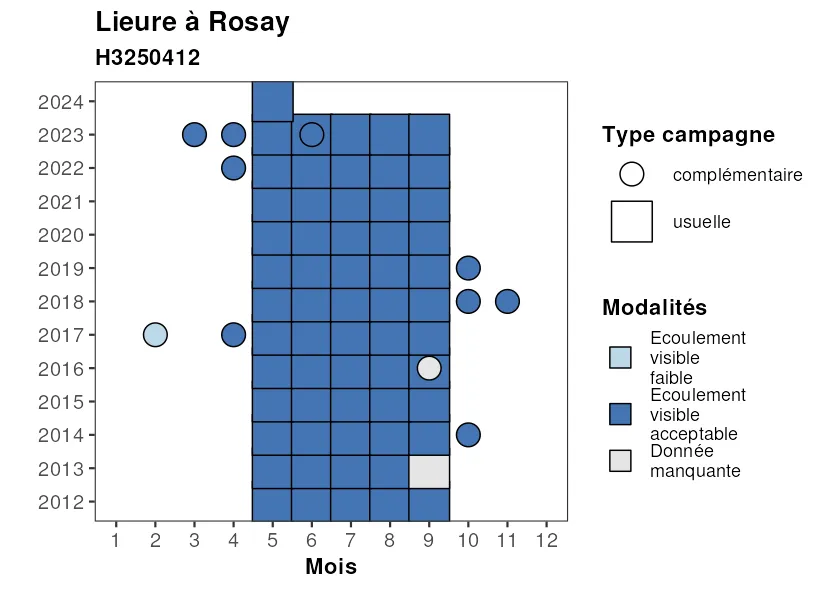 Lieure à Rosay
H3250412
2024
2023
2022
2021
2020
2019
2018
2017
2016
2015
2014
2013
2012
1 2 3 4 5 6 7 8 9 10 11 12
Mois
Type campagne
complémentaire
usuelle
Modalités
Ecoulement
visible
faible
Ecoulement
visible
acceptable
Donnée
manquante